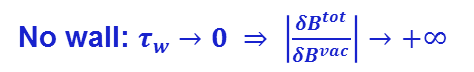 No wall: τ_w → 0 ⇒ |δB^tot / δB^vac| → +∞